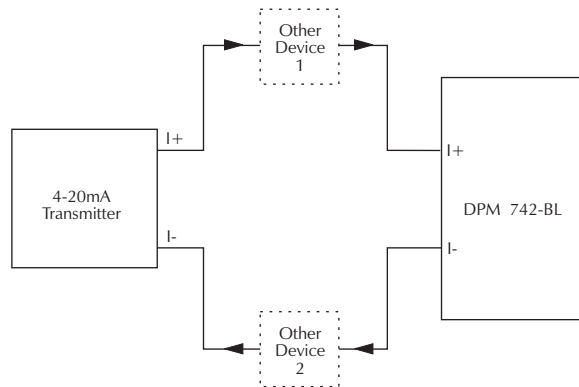 Other
Device
1
I+
I+
4-20mA
Transmitter
DPM 742-BL
I-
I-
Other
Device
2